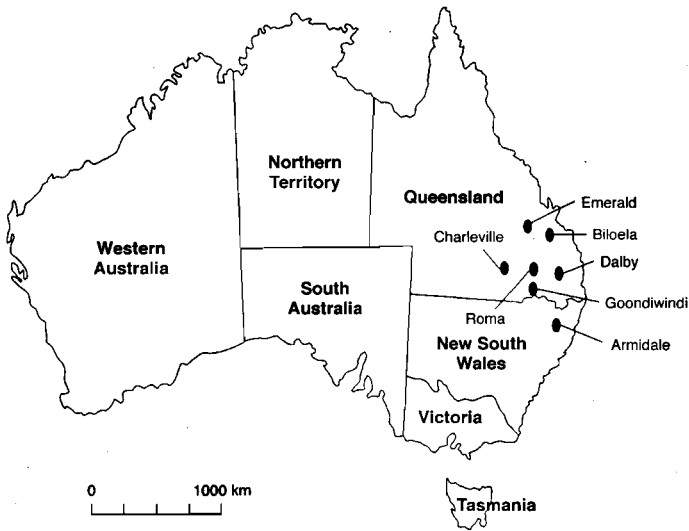 Northern
Territory
Queensland
Emerald
Charleville
Biloela
Western
Australia
Dalby
South
Australia
Goondiwindi
Roma
New South
Wales
Armidale
Victoria
0 1000 km
Tasmania